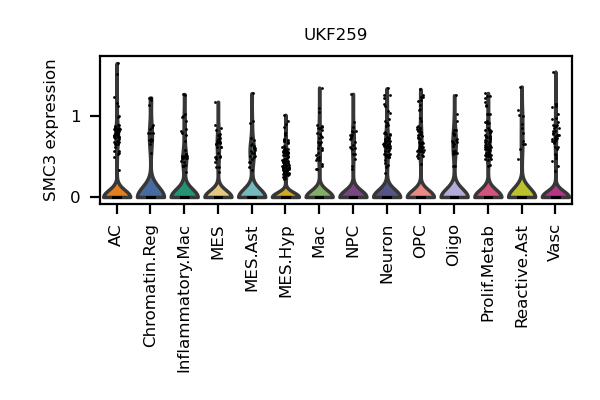 UKF259
SMC3 expression
1
0
AC
Chromatin.Reg
Inflammatory.Mac
MES
MES.Ast
MES.Hyp
Mac
NPC
Neuron
OPC
Oligo
Prolif.Metab
Reactive.Ast
Vasc